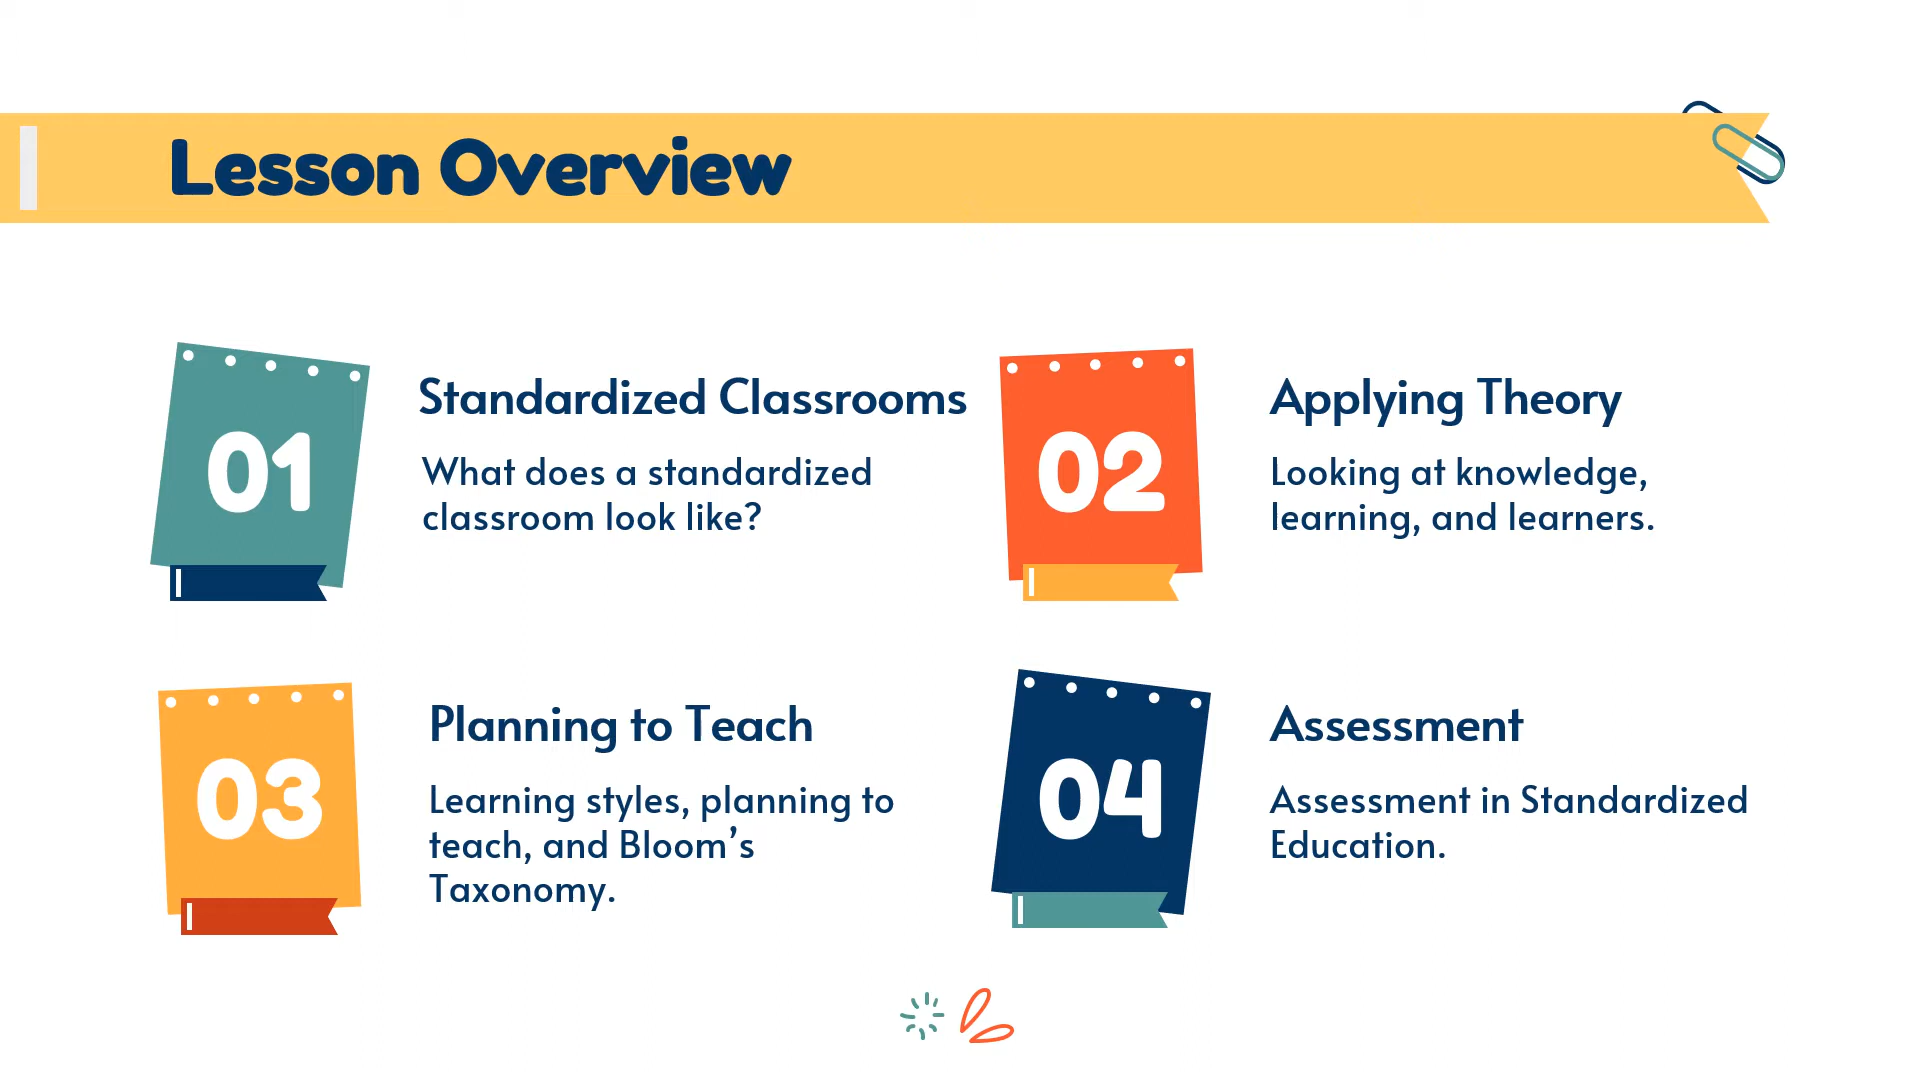 Lesson Overview
01
Standardized Classrooms
What does a standardized
classroom look like?
02
Applying Theory
Looking at knowledge,
learning, and learners.
03
Planning to Teach
Learning styles, planning to
teach, and Bloom’s
Taxonomy.
04
Assessment
Assessment in Standardized
Education.